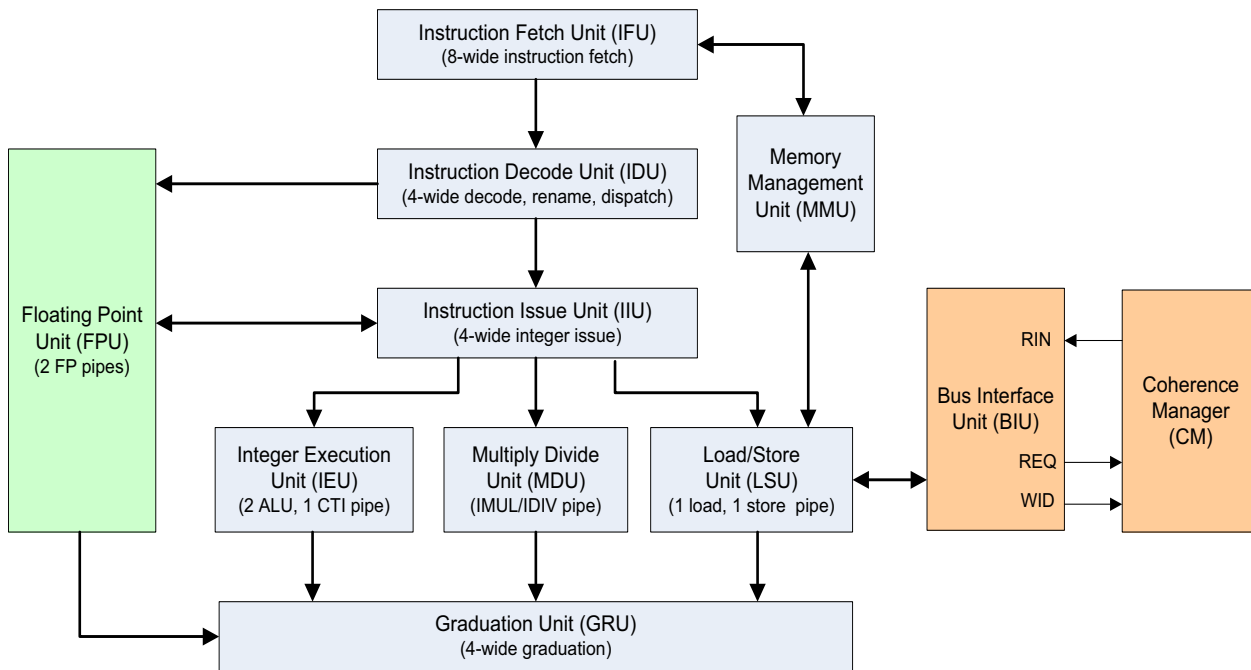 Instruction Fetch Unit (IFU)
(8-wide instruction fetch)
Instruction Decode Unit (IDU)
(4-wide decode, rename, dispatch)
Memory
Management
Unit (MMU)
Floating Point
Unit (FPU)
(2 FP pipes)
Instruction Issue Unit (IIU)
(4-wide integer issue)
RIN
Bus Interface
Unit (BIU)
REQ
WID
Coherence
Manager
(CM)
Integer Execution
Unit (IEU)
(2 ALU, 1 CTI pipe)
Multiply Divide
Unit (MDU)
(IMUL/IDIV pipe)
Load/Store
Unit (LSU)
(1 load, 1 store pipe)
Graduation Unit (GRU)
(4-wide graduation)